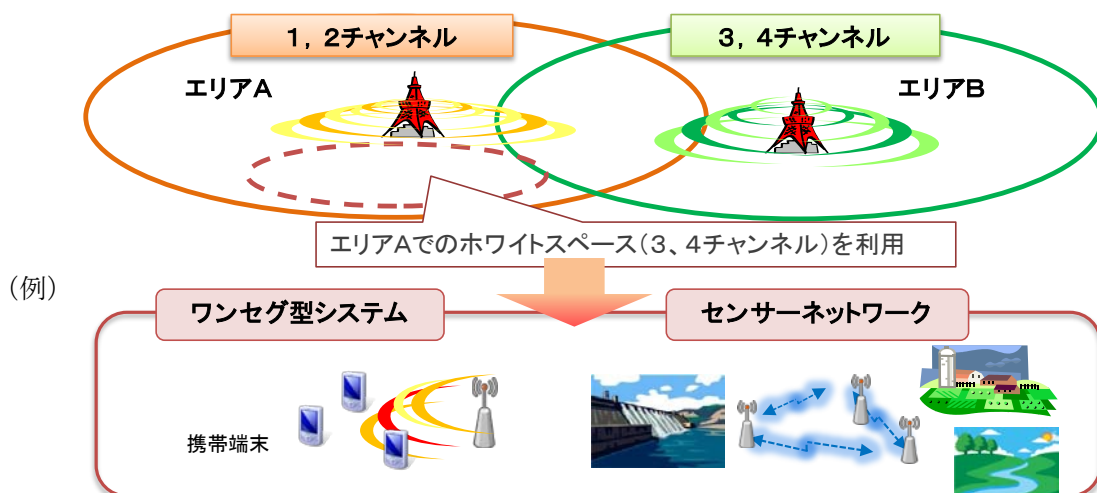 1,2チャンネル
3,4チャンネル
エリアA
エリアB
エリアAでのホワイトスペース(3、4チャンネル)を利用
(例)
ワンセグ型システム
センサーネットワーク
携帯端末